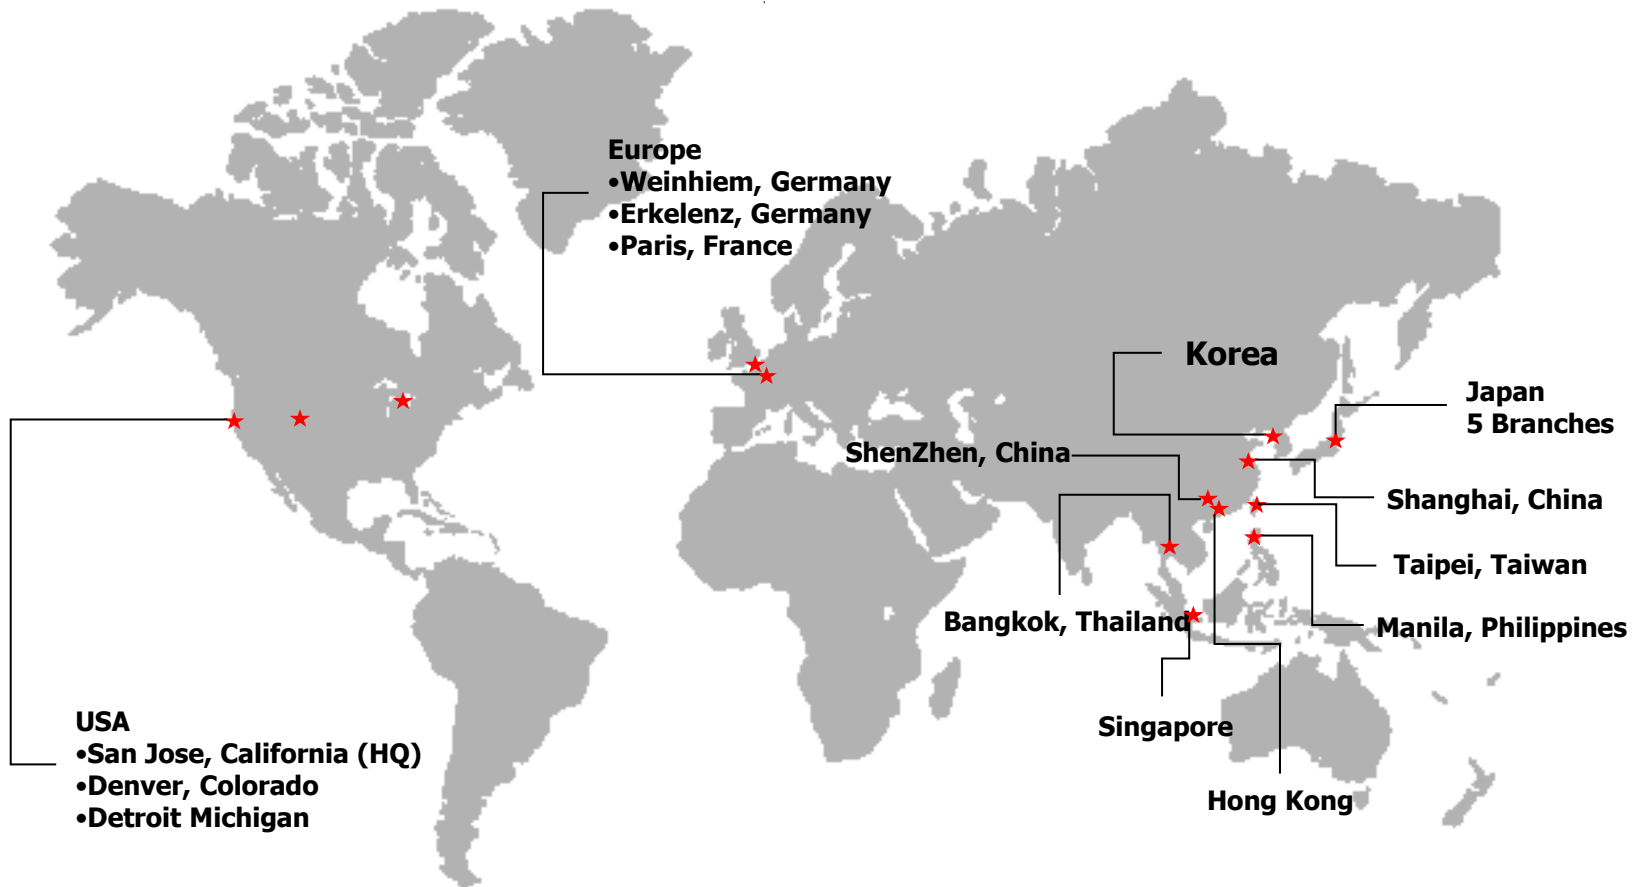 Europe
•Weinhiem, Germany
•Erkelenz, Germany
•Paris, France
Korea
Japan
5 Branches
ShenZhen, China
Shanghai, China
Taipei, Taiwan
Bangkok, Thailand
Manila, Philippines
Singapore
Hong Kong
USA
•San Jose, California (HQ)
•Denver, Colorado
•Detroit Michigan